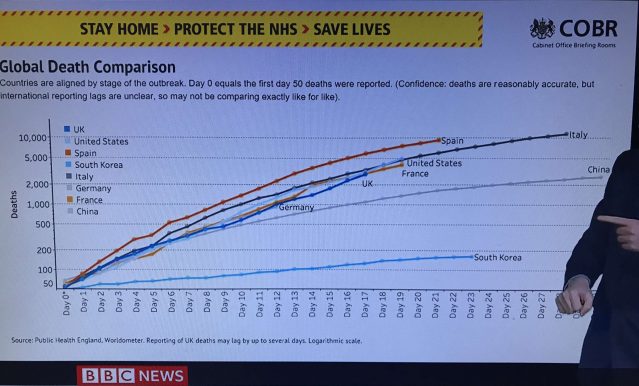 STAY HOME > PROTECT THE NHS > SAVE LIVES
COBR
Cabinet Office Briefing Rooms
Global Death Comparison
Countries are aligned by stage of the outbreak. Day 0 equals the first day 50 deaths were reported. (Confidence: deaths are reasonably accurate, but
international reporting lags are unclear, so may not be comparing exactly like for like).
UK
United States
Spain
South Korea
Italy
Germany
France
China
Deaths
10,000
5,000
2,000
1,000
500
200
100
50
Spain
Italy
United States
France
UK
China
Germany
South Korea
Day 0*
Day 1
Day 2
Day 3
Day 4
Day 5
Day 6
Day 7
Day 8
Day 9
Day 10
Day 11
Day 12
Day 13
Day 14
Day 15
Day 16
Day 17
Day 18
Day 19
Day 20
Day 21
Day 22
Day 23
Day 24
Day 25
Day 26
Day 27
Source: Public Health England, Worldometer. Reporting of UK deaths may lag by up to several days. Logarithmic scale.
BBC NEWS